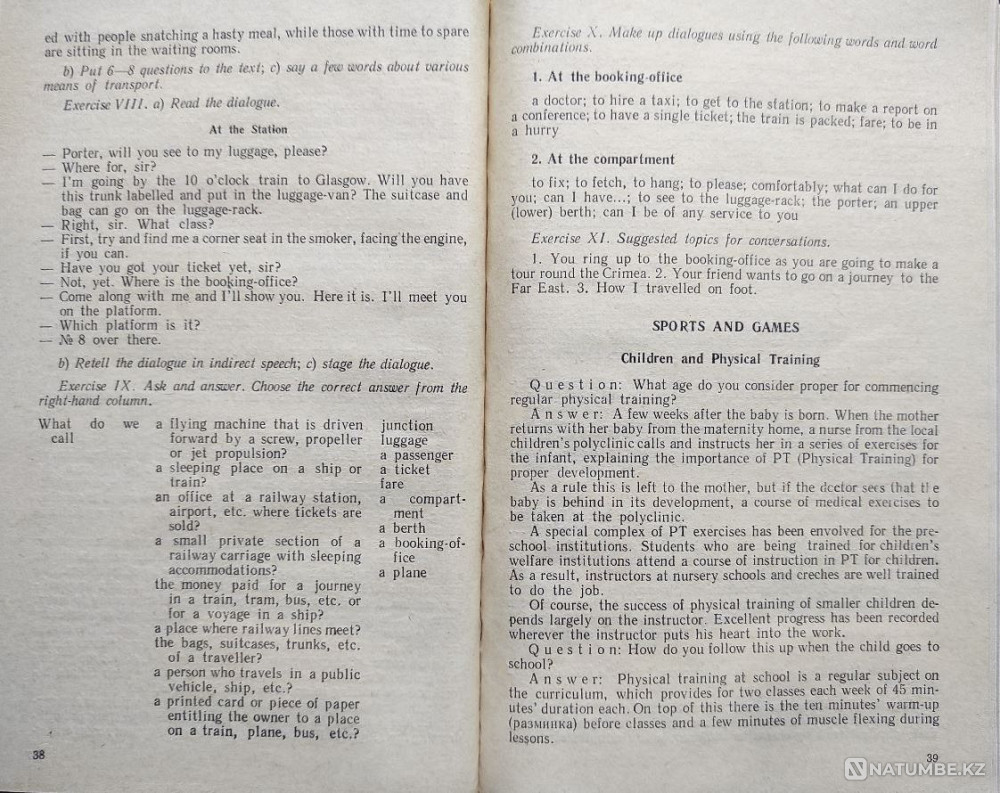 ed with people snatching a hasty meal, while those with time to spare
are sitting in the waiting rooms.
b) Put 6—8 questions to the text; c) say a few words about various
means of transport.
Exercise VIII. a) Read the dialogue.
At the Station
— Porter, will you see to my luggage, please?
— Where for, sir?
— I'm going by the 10 o'clock train to Glasgow. Will you have
this trunk labelled and put in the luggage-van? The suitcase and
bag can go on the luggage-rack.
— Right, sir. What class?
— First, try and find me a corner seat in the smoker, facing the engine,
if you can.
— Have you got your ticket yet, sir?
— Not, yet. Where is the booking-office?
— Come along with me and I'll show you. Here it is. I'll meet you
on the platform.
— Which platform is it?
— № 8 over there.
b) Retell the dialogue in indirect speech; c) stage the dialogue.
Exercise IX. Ask and answer. Choose the correct answer from the
right-hand column.
What do we
call
a flying machine that is driven
forward by a screw, propeller
or jet propulsion?
a sleeping place on a ship or
train?
an office at a railway station,
airport, etc. where tickets are
sold?
a small private section of a
railway carriage with sleeping
accommodations?
the money paid for a journey
in a train, tram, bus, etc. or
for a voyage in a ship?
a place where railway lines meet?
the bags, suitcases, trunks, etc.
of a traveller?
a person who travels in a public
vehicle, ship, etc.?
a printed card or piece of paper
entitling the owner to a place
on a train, plane, bus, etc.?
junction
luggage
a passenger
a ticket
fare
a compart-
ment
a berth
a booking-of-
fice
a plane
38
Exercise X. Make up dialogues using the following words and word
combinations.
1. At the booking-office
a doctor; to hire a taxi; to get to the station; to make a report on
a conference; to have a single ticket; the train is packed; fare; to be in
a hurry
2. At the compartment
to fix; to fetch, to hang; to please; comfortably; what can I do for
you; can I have...; to see to the luggage-rack; the porter; an upper
(lower) berth; can I be of any service to you
Exercise XI. Suggested topics for conversations.
1. You ring up to the booking-office as you are going to make a
tour round the Crimea. 2. Your friend wants to go on a journey to the
Far East. 3. How I travelled on foot.
SPORTS AND GAMES
Children and Physical Training
Question: What age do you consider proper for commencing
regular physical training?
Answer: A few weeks after the baby is born. When the mother
returns with her baby from the maternity home, a nurse from the local
children's polyclinic calls and instructs her in a series of exercises for
the infant, explaining the importance of PT (Physical Training) for
proper development.
As a rule this is left to the mother, but if the doctor sees that the
baby is behind in its development, a course of medical exercises to
be taken at the polyclinic.
A special complex of PT exercises has been envolved for the pre-
school institutions. Students who are being trained for children's
welfare institutions attend a course of instruction in PT for children.
As a result, instructors at nursery schools and creches are well trained
to do the job.
Of course, the success of physical training of smaller children de-
pends largely on the instructor. Excellent progress has been recorded
wherever the instructor puts his heart into the work.
Question: How do you follow this up when the child goes to
school?
Answer: Physical training at school is a regular subject on
the curriculum, which provides for two classes each week of 45 min-
utes' duration each. On top of this there is the ten minutes' warm-up
(разминка) before classes and a few minutes of muscle flexing during
lessons.
39
NATUMBE.KZ